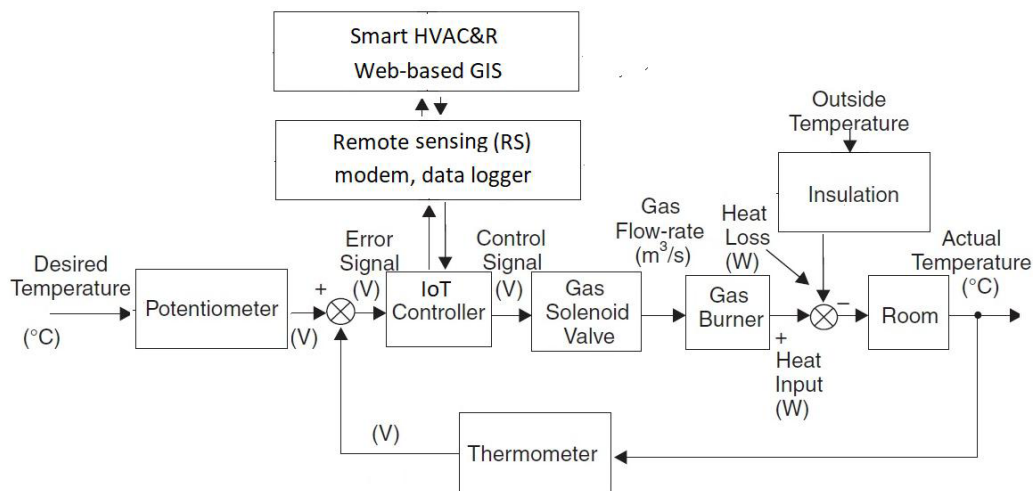 Smart HVAC&R
Web-based GIS
Remote sensing (RS)
modem, data logger
Outside
Temperature
Insulation
Desired
Temperature
(°C)
Potentiometer
+
(V)
Error
Signal
(V)
IoT
Controller
Control
Signal
(V)
Gas
Solenoid
Valve
Gas
Flow-rate
(m³/s)
Gas
Burner
Heat
Loss
(W)
+
Heat
Input
(W)
−
Room
Actual
Temperature
(°C)
(V)
Thermometer